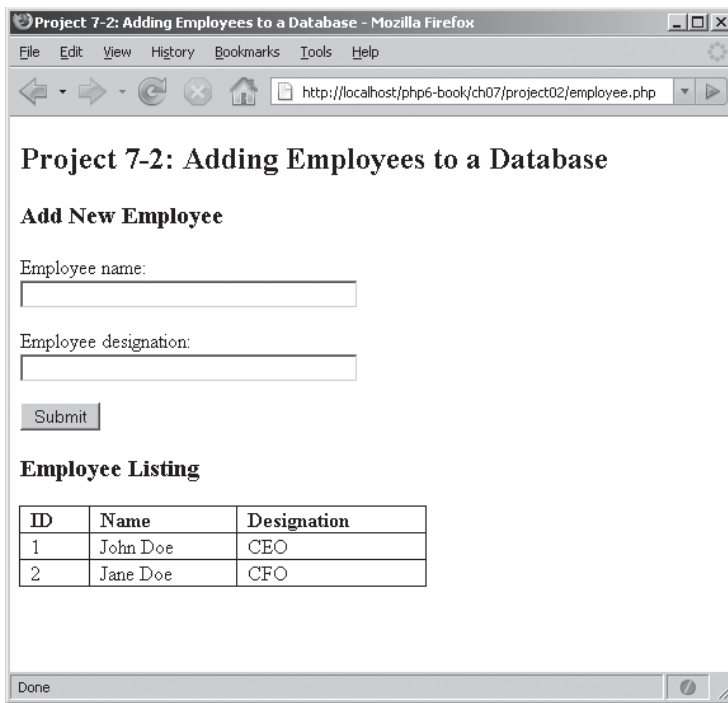 Project 7-2: Adding Employees to a Database - Mozilla Firefox
File Edit View History Bookmarks Tools Help
http://localhost/php6-book/ch07/project02/employee.php
Project 7-2: Adding Employees to a Database
Add New Employee
Employee name:
Employee designation:
Submit
Employee Listing
ID Name Designation
1 John Doe CEO
2 Jane Doe CFO
Done